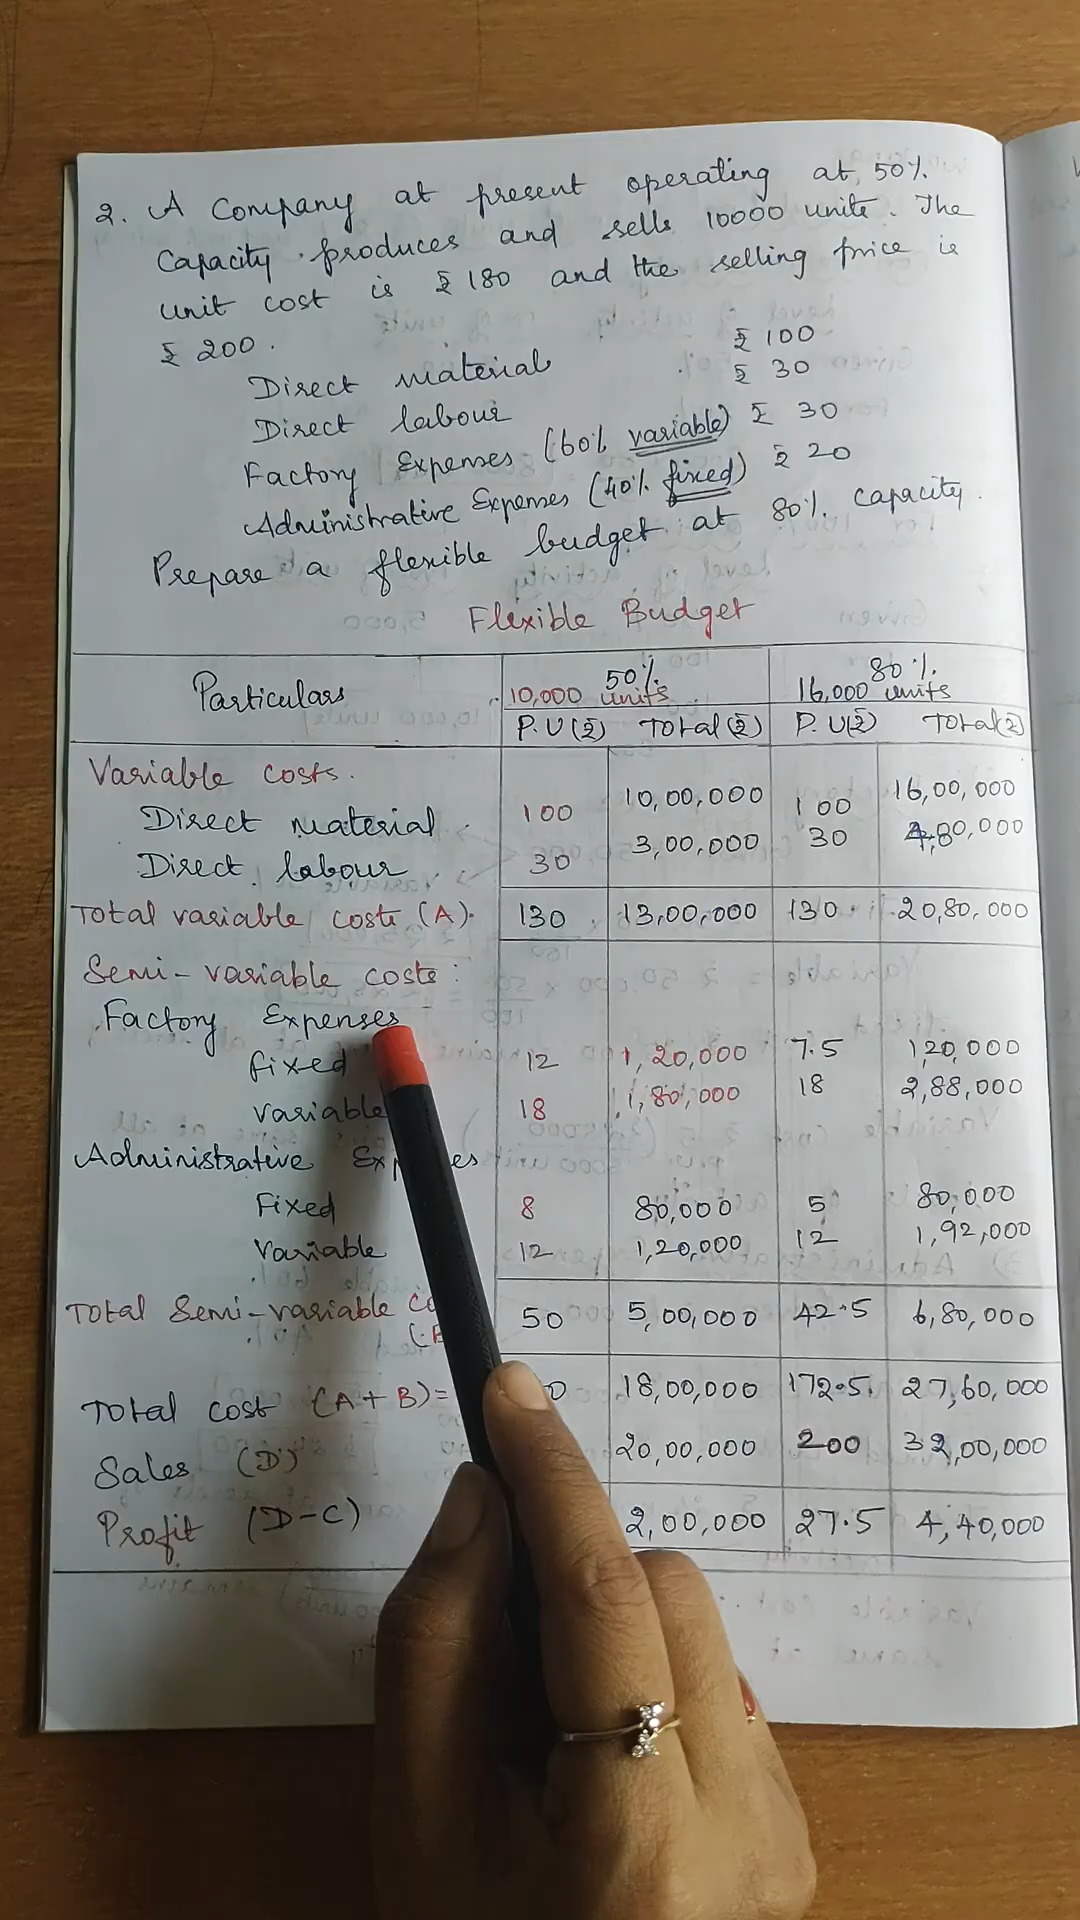 2. A Company at present operating at 50%.
Capacity produces and sells 10000 units. The
unit cost is ₹ 180 and the selling price is
₹ 200.
Direct material ₹ 100
Direct labour ₹ 30
Factory Expenses (60% variable) ₹ 30
Administrative Expenses (40% fixed) ₹ 20
Prepare a flexible budget at 80% capacity.
Flexible Budget
Particulars 50% 80%
10,000 units 16,000 units
P.U(₹) Total(₹) P.U(₹) Total(₹)
Variable costs.
Direct material 100 10,00,000 100 16,00,000
Direct labour 30 3,00,000 30 4,80,000
Total variable costs (A). 130 13,00,000 130 20,80,000
Semi-variable costs:
Factory Expenses
fixed 12 1,20,000 7.5 120,000
variable 18 1,80,000 18 2,88,000
Administrative
Fixed 8 80,000 5 80,000
Variable 12 1,20,000 12 1,92,000
Total Semi-variable 50 5,00,000 42.5 6,80,000
Total cost (A+B)= 18,00,000 172.5 27,60,000
Sales (D) 20,00,000 200 32,00,000
Profit (D-C) 2,00,000 27.5 4,40,000